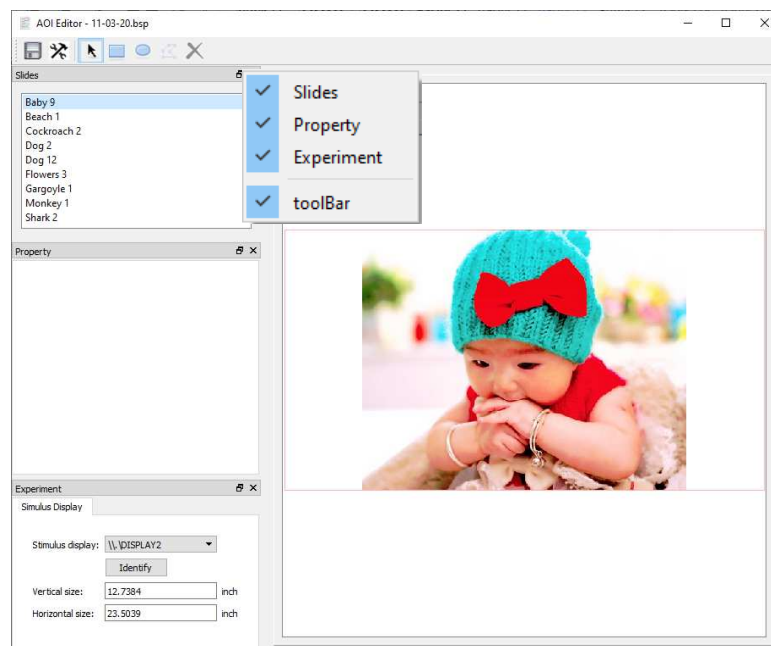 AOI Editor - 11-03-20.bsp
Slides
Baby 9
Beach 1
Cockroach 2
Dog 2
Dog 12
Flowers 3
Gargoyle 1
Monkey 1
Shark 2
Slides
Property
Experiment
toolBar
Property
Experiment
Simulus Display
Stimulus display: \\.\DISPLAY2
Identify
Vertical size: 12.7384 inch
Horizontal size: 23.5039 inch